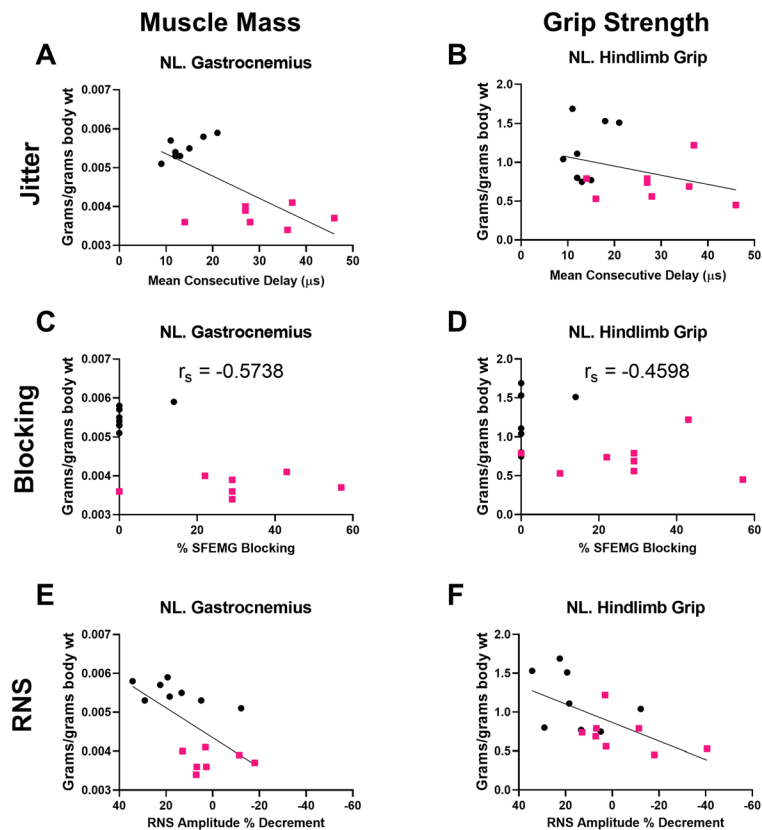 Muscle Mass
Grip Strength
A
NL. Gastrocnemius
Jitter
Grams/grams body wt
0.007
0.006
0.005
0.004
0.003
0 10 20 30 40 50
Mean Consecutive Delay (μs)
B
NL. Hindlimb Grip
Grams/grams body wt
2.0
1.5
1.0
0.5
0.0
0 10 20 30 40 50
Mean Consecutive Delay (μs)
C
NL. Gastrocnemius
Blocking
Grams/grams body wt
rs = -0.5738
0.007
0.006
0.005
0.004
0.003
0 20 40 60
% SFEMG Blocking
D
NL. Hindlimb Grip
Grams/grams body wt
rs = -0.4598
2.0
1.5
1.0
0.5
0.0
0 20 40 60
% SFEMG Blocking
E
NL. Gastrocnemius
RNS
Grams/grams body wt
0.007
0.006
0.005
0.004
0.003
40 20 0 -20 -40 -60
RNS Amplitude % Decrement
F
NL. Hindlimb Grip
Grams/grams body wt
2.0
1.5
1.0
0.5
0.0
40 20 0 -20 -40 -60
RNS Amplitude % Decrement